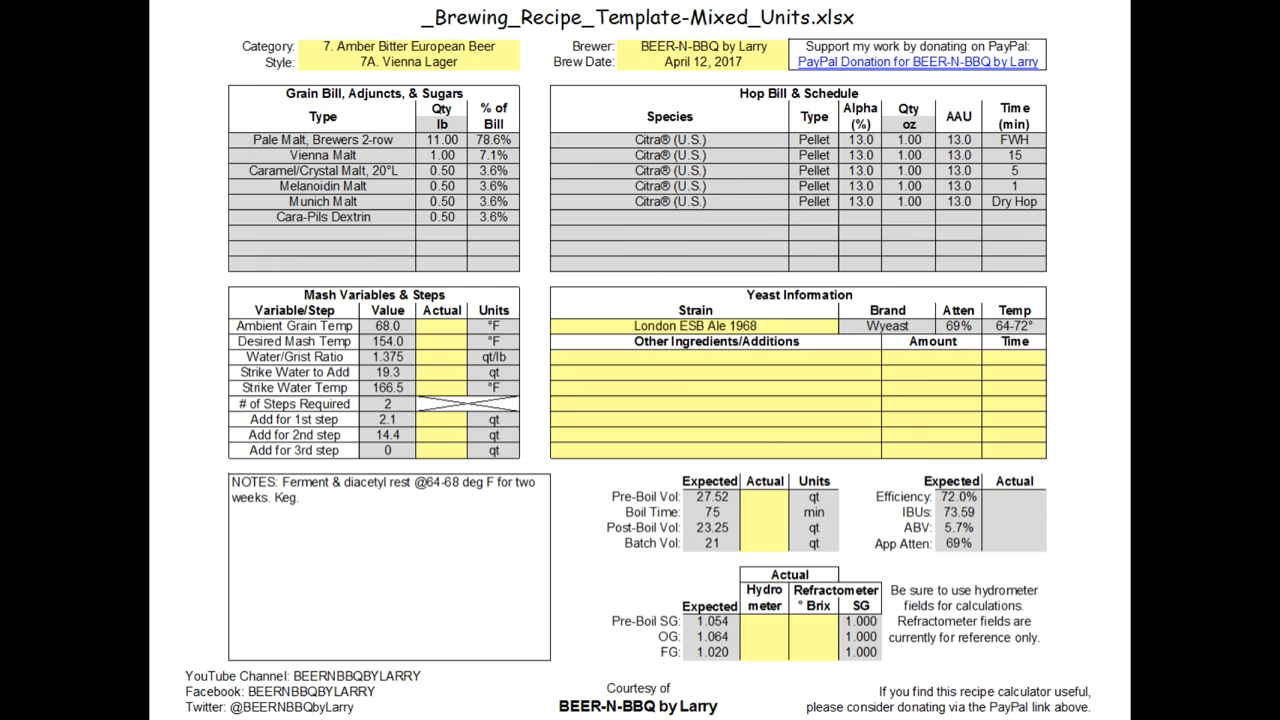 _Brewing_Recipe_Template-Mixed_Units.xlsx
Category: 7. Amber Bitter European Beer Brewer: BEER-N-BBQ by Larry Support my work by donating on PayPal:
Style: 7A. Vienna Lager Brew Date: April 12, 2017 PayPal Donation for BEER-N-BBQ by Larry
Grain Bill, Adjuncts, & Sugars
Type Qty lb % of Bill
Pale Malt, Brewers 2-row 11.00 78.6%
Vienna Malt 1.00 7.1%
Caramel/Crystal Malt, 20°L 0.50 3.6%
Melanoidin Malt 0.50 3.6%
Munich Malt 0.50 3.6%
Cara-Pils Dextrin 0.50 3.6%
Hop Bill & Schedule
Species Type Alpha (%) Qty oz AAU Time (min)
Citra® (U.S.) Pellet 13.0 1.00 13.0 FWH
Citra® (U.S.) Pellet 13.0 1.00 13.0 15
Citra® (U.S.) Pellet 13.0 1.00 13.0 5
Citra® (U.S.) Pellet 13.0 1.00 13.0 1
Citra® (U.S.) Pellet 13.0 1.00 13.0 Dry Hop
Mash Variables & Steps
Variable/Step Value Actual Units
Ambient Grain Temp 68.0 °F
Desired Mash Temp 154.0 °F
Water/Grist Ratio 1.375 qt/lb
Strike Water to Add 19.3 qt
Strike Water Temp 166.5 °F
# of Steps Required 2
Add for 1st step 2.1 qt
Add for 2nd step 14.4 qt
Add for 3rd step 0 qt
Yeast Information
Strain Brand Atten Temp
London ESB Ale 1968 Wyeast 69% 64-72°
Other Ingredients/Additions Amount Time
NOTES: Ferment & diacetyl rest @64-68 deg F for two
weeks. Keg.
Expected Actual Units
Pre-Boil Vol: 27.52 qt
Boil Time: 75 min
Post-Boil Vol: 23.25 qt
Batch Vol: 21 qt
Expected Actual
Efficiency: 72.0%
IBUs: 73.59
ABV: 5.7%
App Atten: 69%
Actual
Expected Hydro meter Refractometer ° Brix SG
Pre-Boil SG: 1.054 1.000
OG: 1.064 1.000
FG: 1.020 1.000
Be sure to use hydrometer
fields for calculations.
Refractometer fields are
currently for reference only.
YouTube Channel: BEERNBBQBYLARRY
Facebook: BEERNBBQBYLARRY
Twitter: @BEERNBBQbyLarry
Courtesy of
BEER-N-BBQ by Larry
If you find this recipe calculator useful,
please consider donating via the PayPal link above.